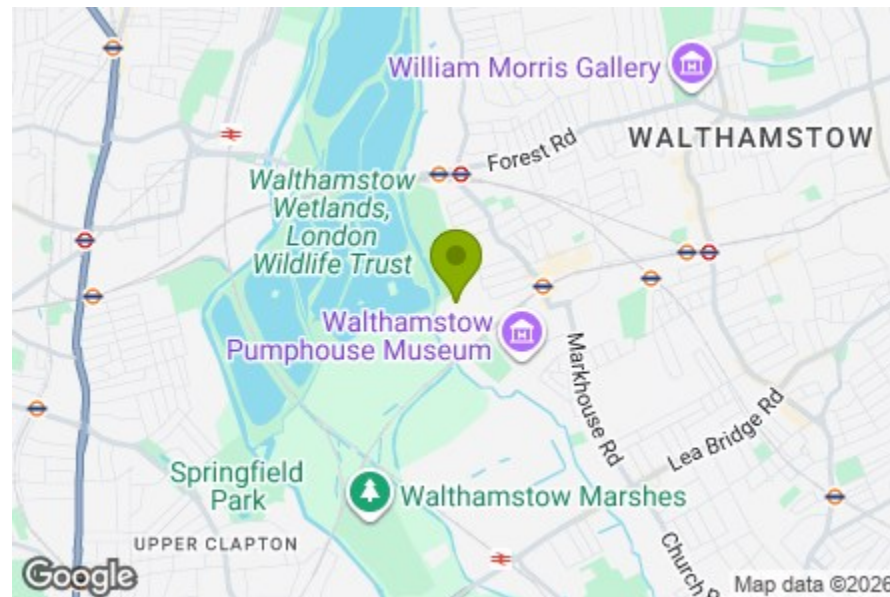 William Morris Gallery
WALTHAMSTOW
Forest Rd
Walthamstow
Wetlands,
London
Wildlife Trust
Walthamstow
Pumphouse Museum
Markhouse Rd
Lea Bridge Rd
Springfield
Park
Walthamstow Marshes
UPPER CLAPTON
Church R
Google
Map data ©2026